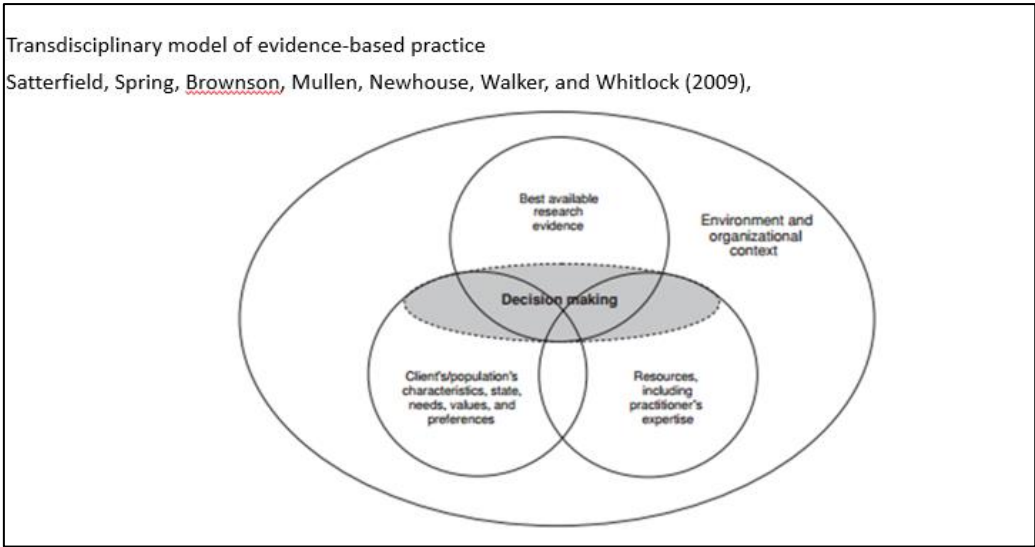 Transdisciplinary model of evidence-based practice
Satterfield, Spring, Brownson, Mullen, Newhouse, Walker, and Whitlock (2009),
Best available
research
evidence
Environment and
organizational
context
Decision making
Client's/population's
characteristics, state,
needs, values, and
preferences
Resources,
including
practitioner's
expertise